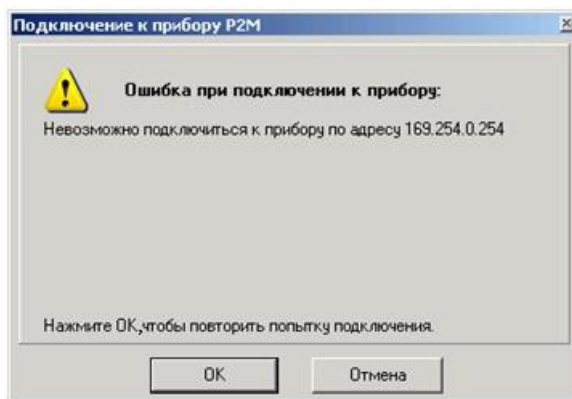 Подключение к прибору P2M
Ошибка при подключении к прибору:
Невозможно подключиться к прибору по адресу 169.254.0.254
Нажмите ОК,чтобы повторить попытку подключения.
ОК
Отмена